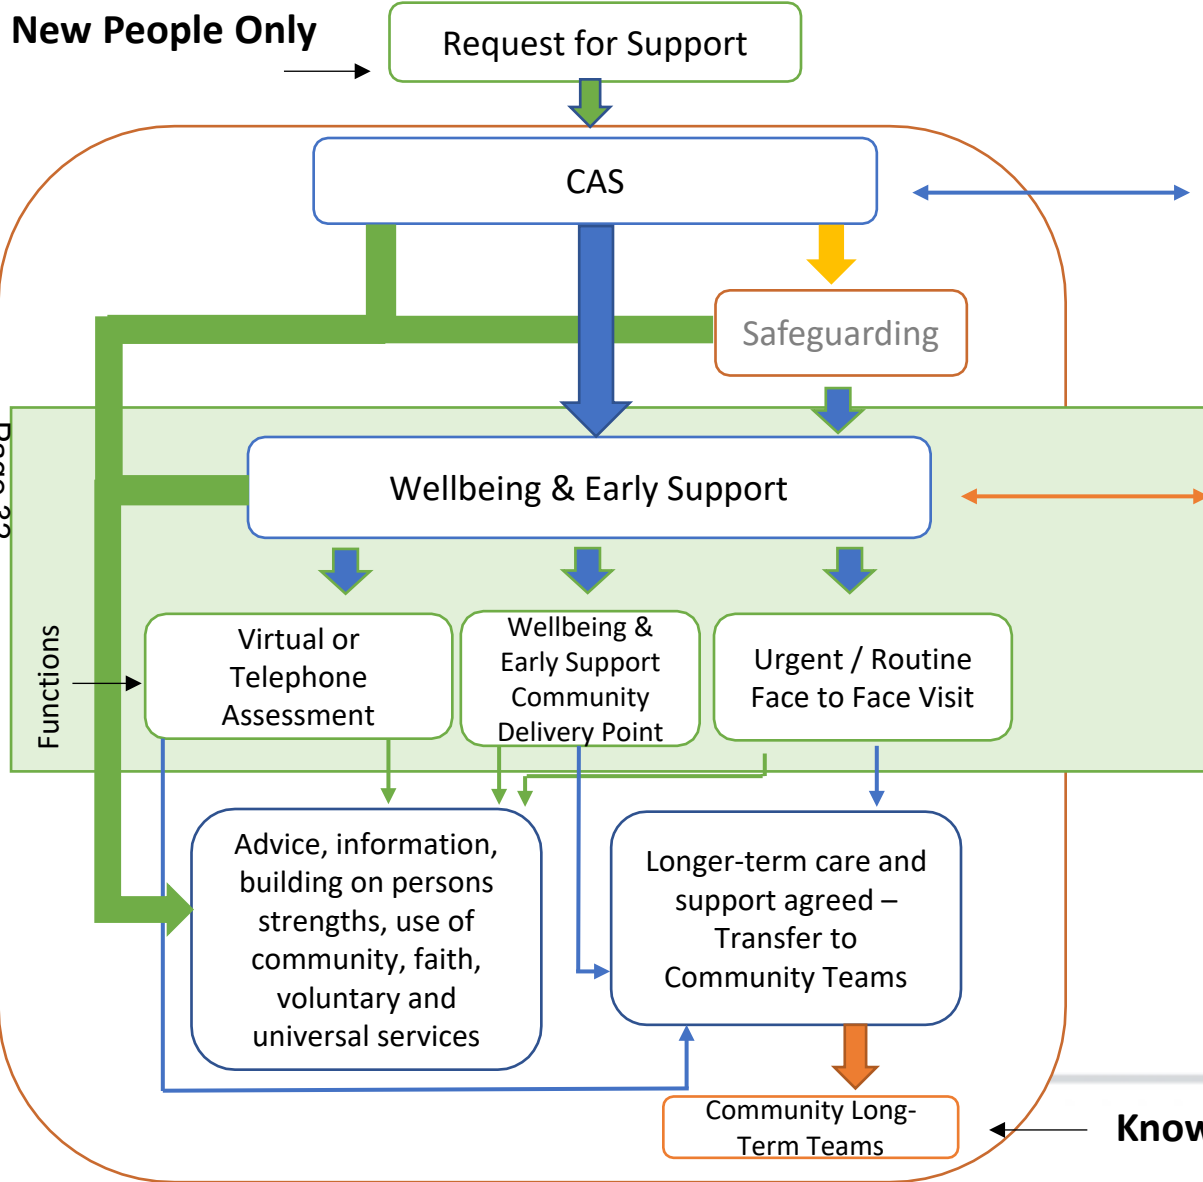 New People Only
Request for Support
CAS
Safeguarding
Wellbeing & Early Support
Functions
Virtual or
Telephone
Assessment
Wellbeing &
Early Support
Community
Delivery Point
Urgent / Routine
Face to Face Visit
Advice, information,
building on persons
strengths, use of
community, faith,
voluntary and
universal services
Longer-term care and
support agreed –
Transfer to
Community Teams
Community Long-
Term Teams
Know